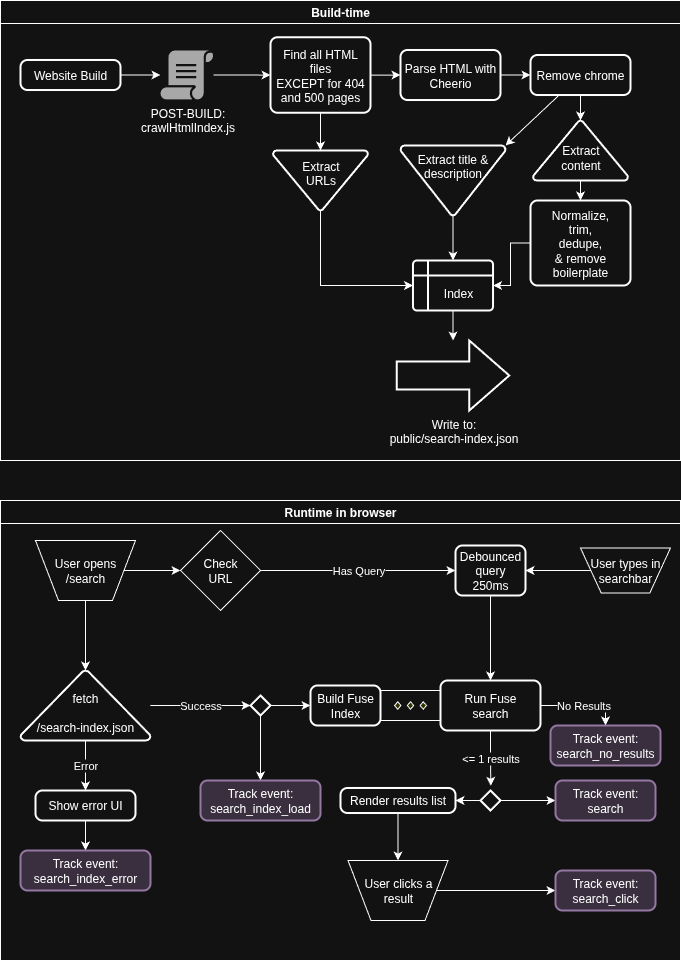 Build-time
Website Build
POST-BUILD:
crawlHtmlIndex.js
Find all HTML
files
EXCEPT for 404
and 500 pages
Parse HTML with
Cheerio
Remove chrome
Extract
URLs
Extract title &
description
Extract
content
Normalize,
trim,
dedupe,
& remove
boilerplate
Index
Write to:
public/search-index.json
Runtime in browser
User opens
/search
Check
URL
Has Query
Debounced
query
250ms
User types in
searchbar
fetch
/search-index.json
Success
Build Fuse
Index
Run Fuse
search
No Results
Track event:
search_no_results
Error
<= 1 results
Show error UI
Track event:
search_index_load
Render results list
Track event:
search
Track event:
search_index_error
User clicks a
result
Track event:
search_click